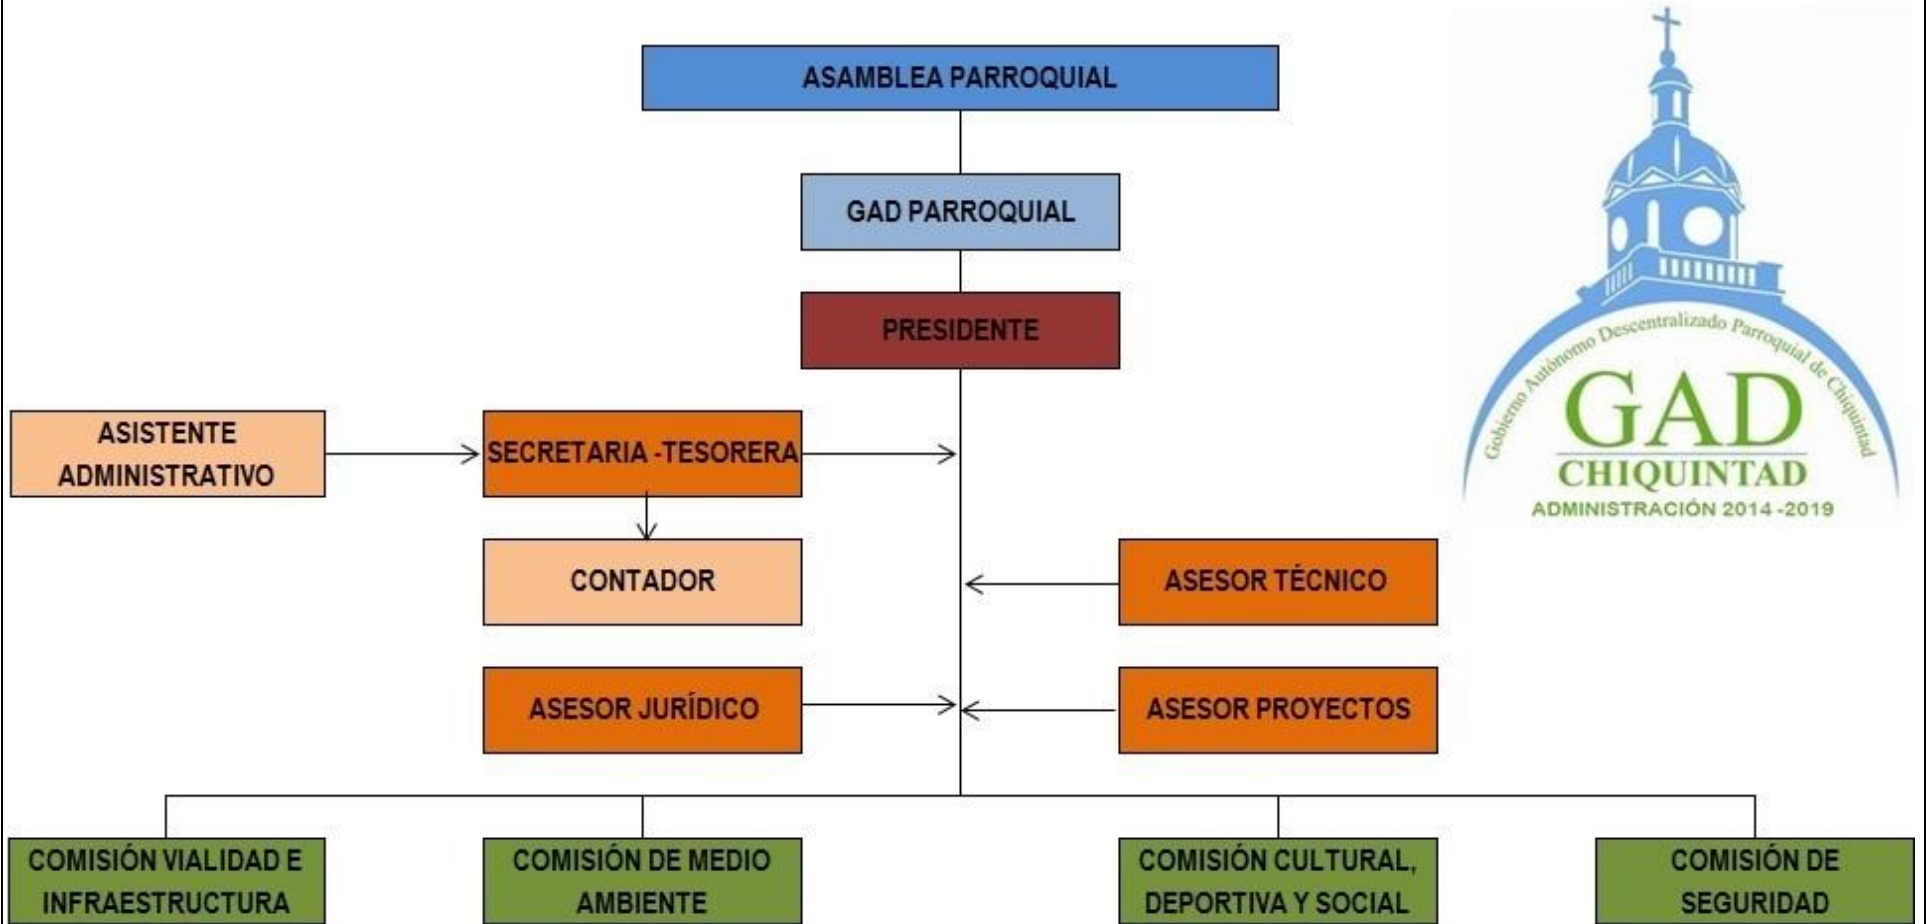 ASAMBLEA PARROQUIAL
GAD PARROQUIAL
PRESIDENTE
Gobierno Autónomo Descentralizado Parroquial de Chiquintad
GAD
CHIQUINTAD
ADMINISTRACIÓN 2014 -2019
ASISTENTE
ADMINISTRATIVO
SECRETARIA -TESORERA
CONTADOR
ASESOR TÉCNICO
ASESOR JURÍDICO
ASESOR PROYECTOS
COMISIÓN VIALIDAD E
INFRAESTRUCTURA
COMISIÓN DE MEDIO
AMBIENTE
COMISIÓN CULTURAL,
DEPORTIVA Y SOCIAL
COMISIÓN DE
SEGURIDAD